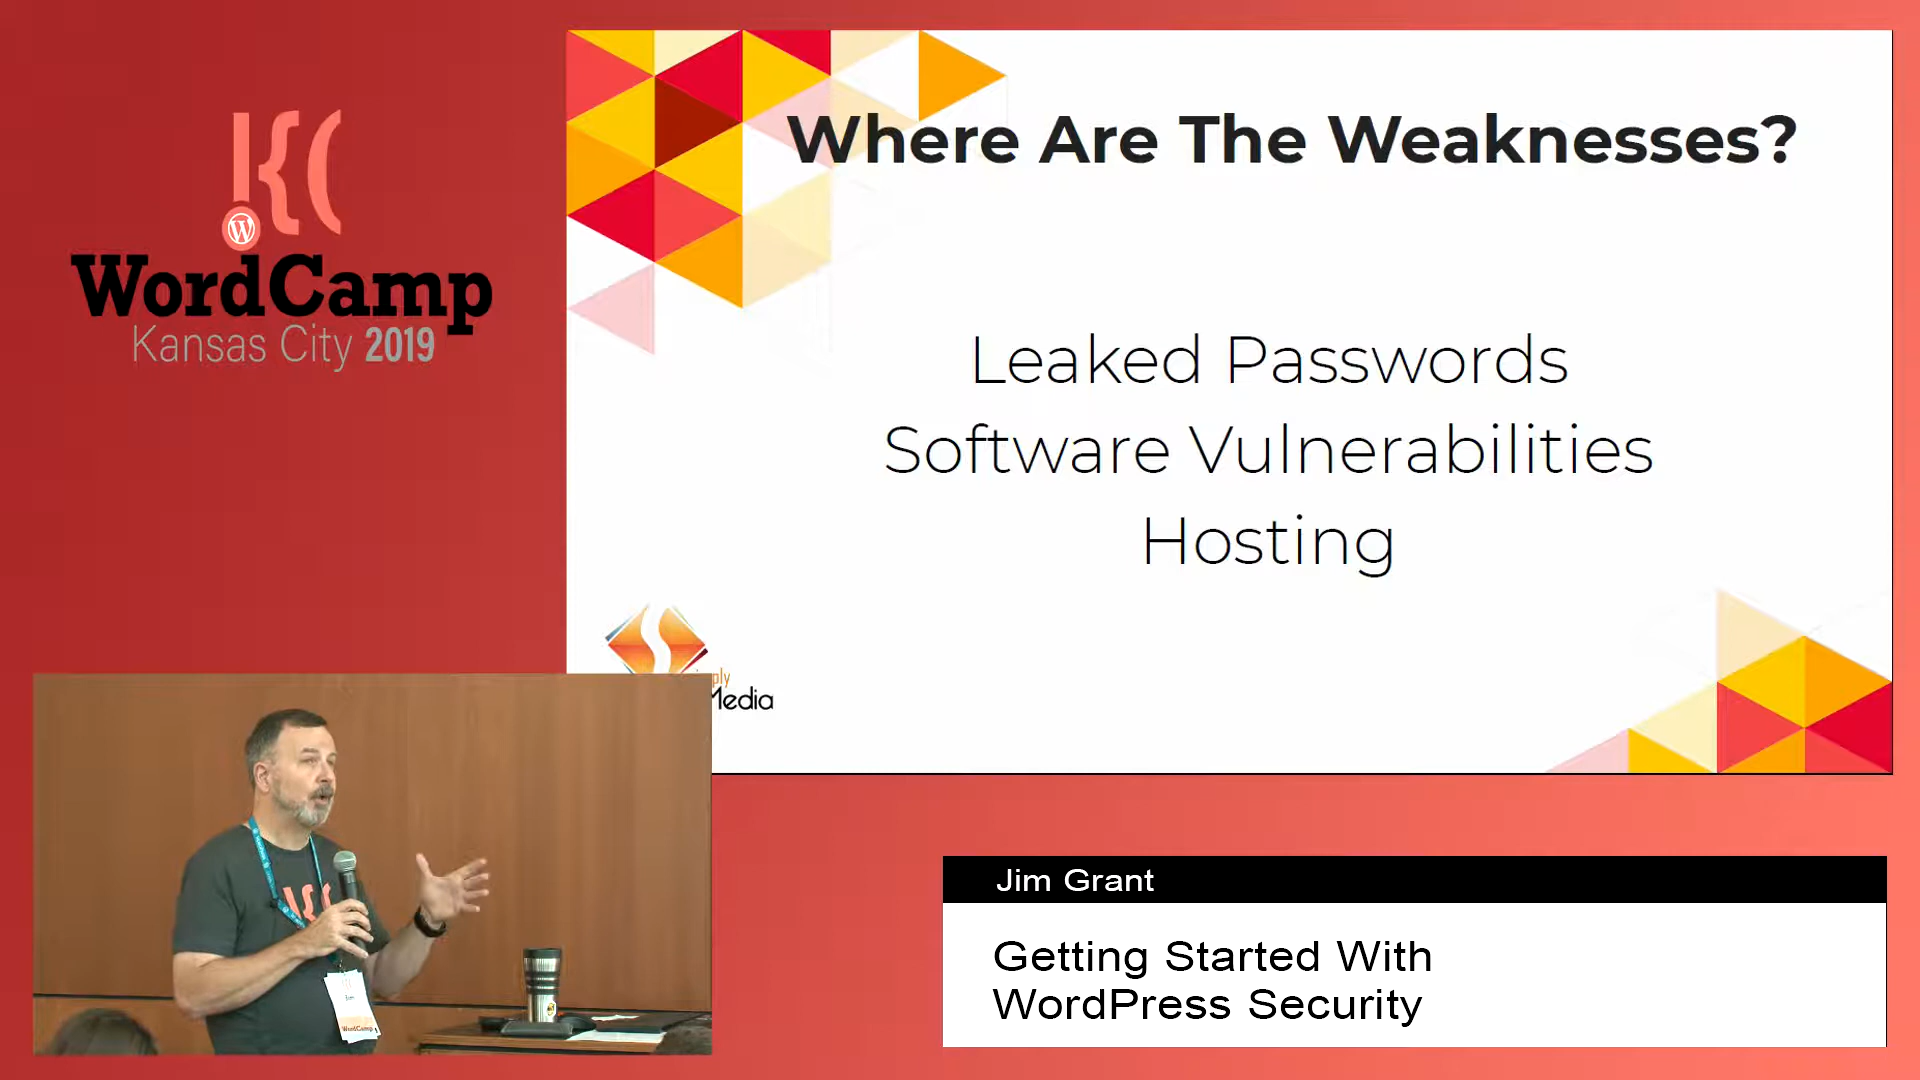 WordCamp
Kansas City 2019
Where Are The Weaknesses?
Leaked Passwords
Software Vulnerabilities
Hosting
Media
Jim Grant
Getting Started With
WordPress Security
WordCamp